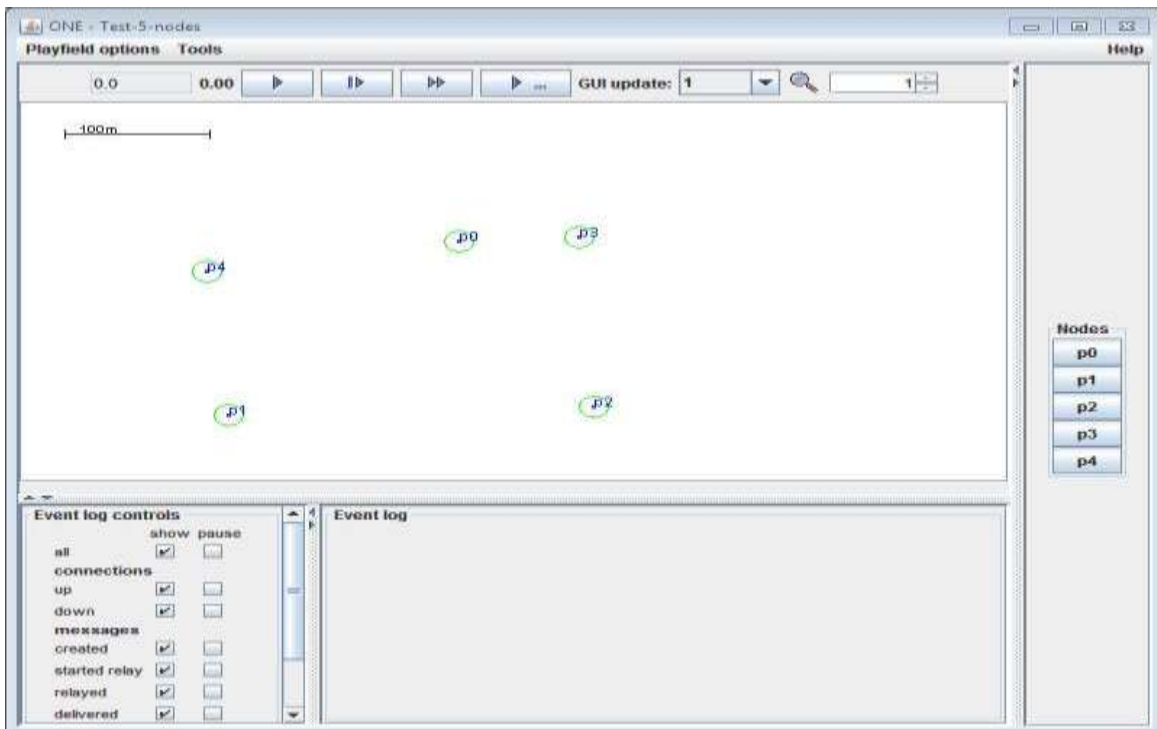 ONE - Test-5-nodes
Playfield options Tools Help
0.0 0.00 ... GUI update: 1 1
100m
p0 p3
p4
p1 p2
Nodes
p0
p1
p2
p3
p4
Event log controls
show pause
all
connections
up
down
messages
created
started relay
relayed
delivered
Event log